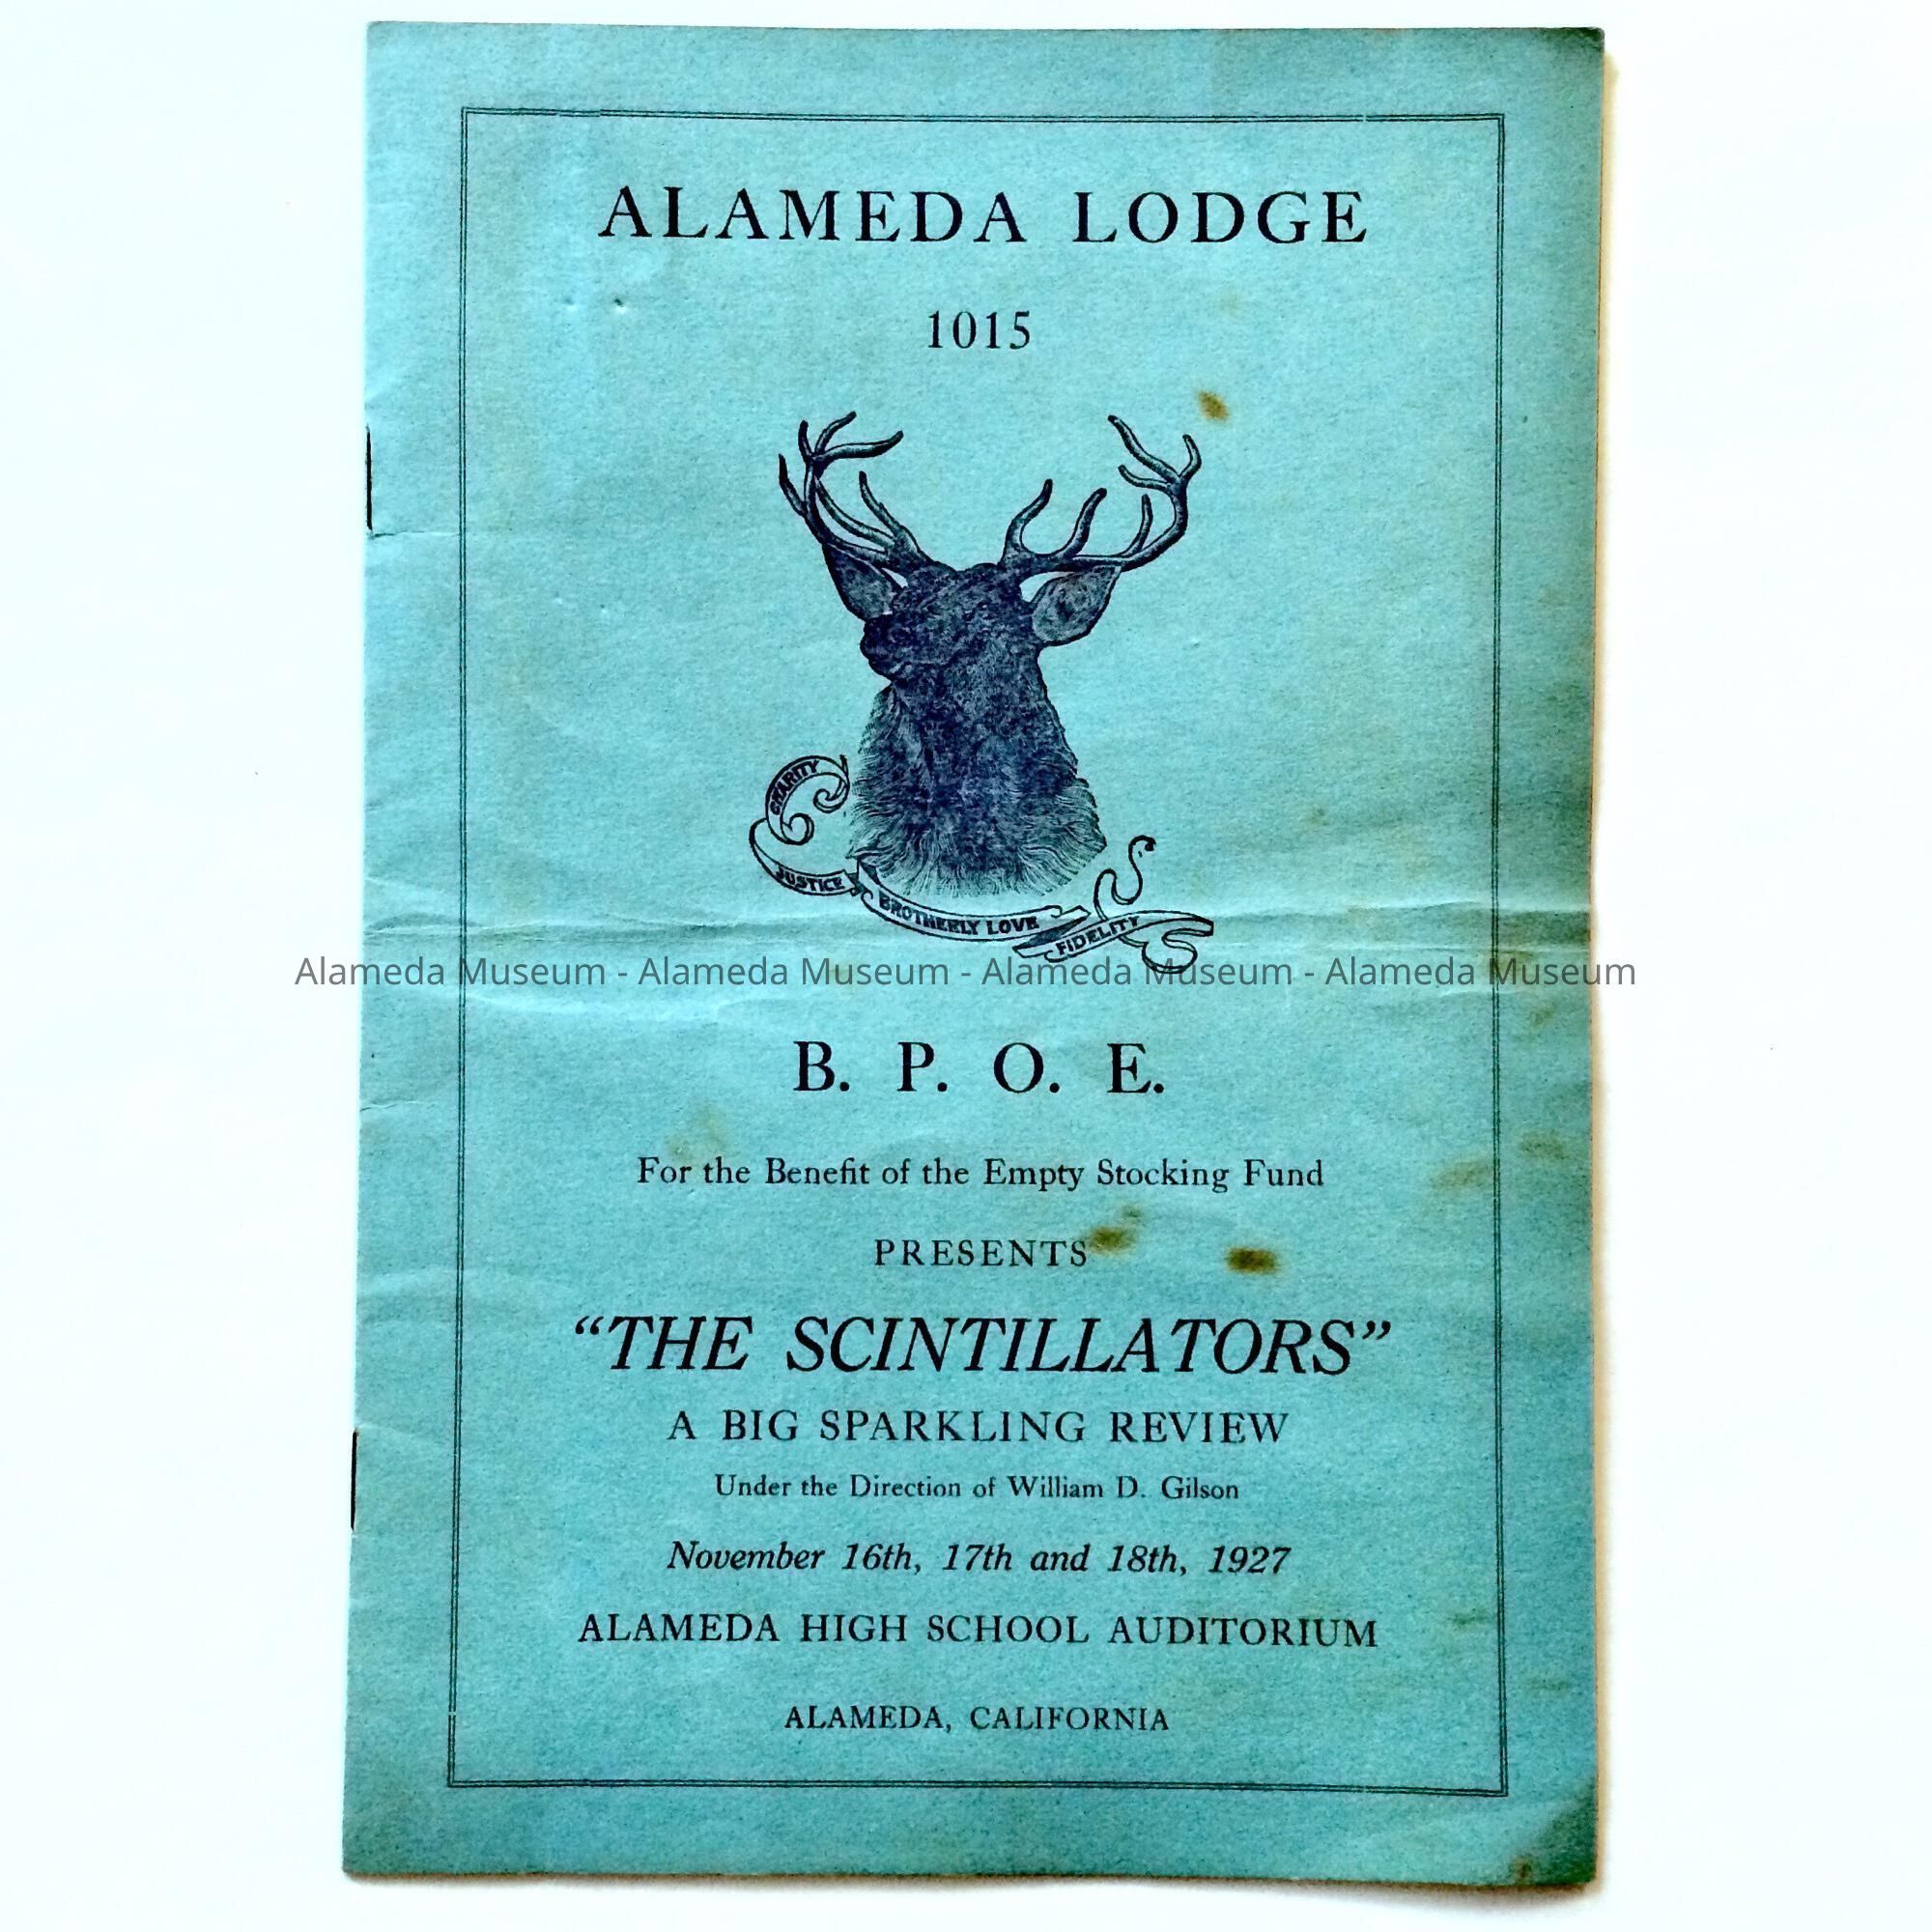 ALAMEDA LODGE
1015
CHARITY
JUSTICE
BROTHERLY LOVE
FIDELITY
Alameda Museum - Alameda Museum - Alameda Museum - Alameda Museum
B. P. O. E.
For the Benefit of the Empty Stocking Fund
PRESENTS
“THE SCINTILLATORS”
A BIG SPARKLING REVIEW
Under the Direction of William D. Gilson
November 16th, 17th and 18th, 1927
ALAMEDA HIGH SCHOOL AUDITORIUM
ALAMEDA, CALIFORNIA